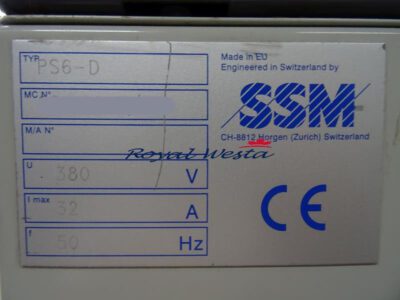 TYP
PS6-D
MC.N°
M/A N°
U
380 V
I max
32 A
f
50 Hz
Made in EU
Engineered in Switzerland by
SSM
CH-8812 Horgen (Zurich) Switzerland
Royal Westa
CE